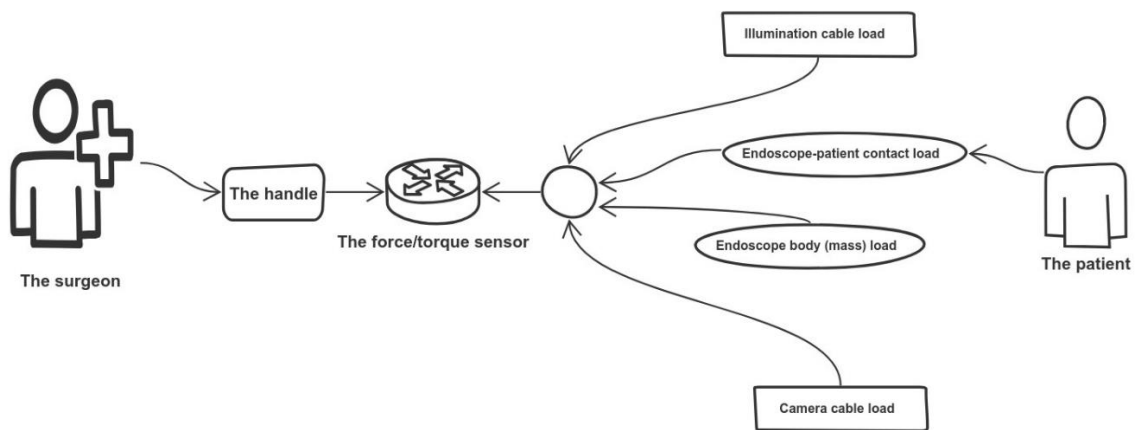 Illumination cable load
Endoscope-patient contact load
The handle
The force/torque sensor
Endoscope body (mass) load
The surgeon
The patient
Camera cable load